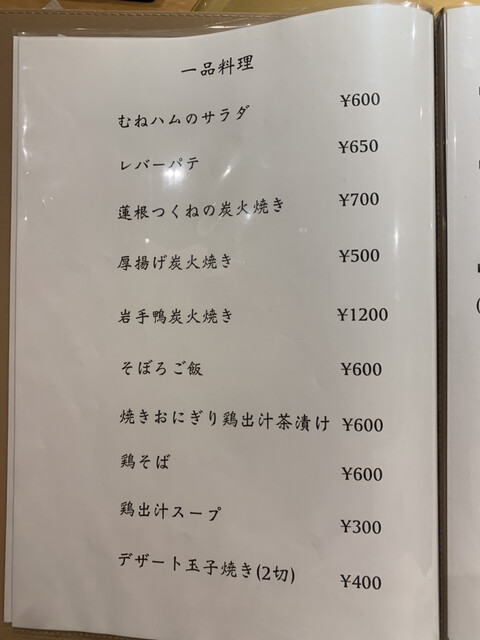 一品料理
むねハムのサラダ ¥600
レバーパテ ¥650
蓮根つくねの炭火焼き ¥700
厚揚げ炭火焼き ¥500
岩手鴨炭火焼き ¥1200
そぼろご飯 ¥600
焼きおにぎり鶏出汁茶漬け ¥600
鶏そば ¥600
鶏出汁スープ ¥300
デザート玉子焼き(2切) ¥400